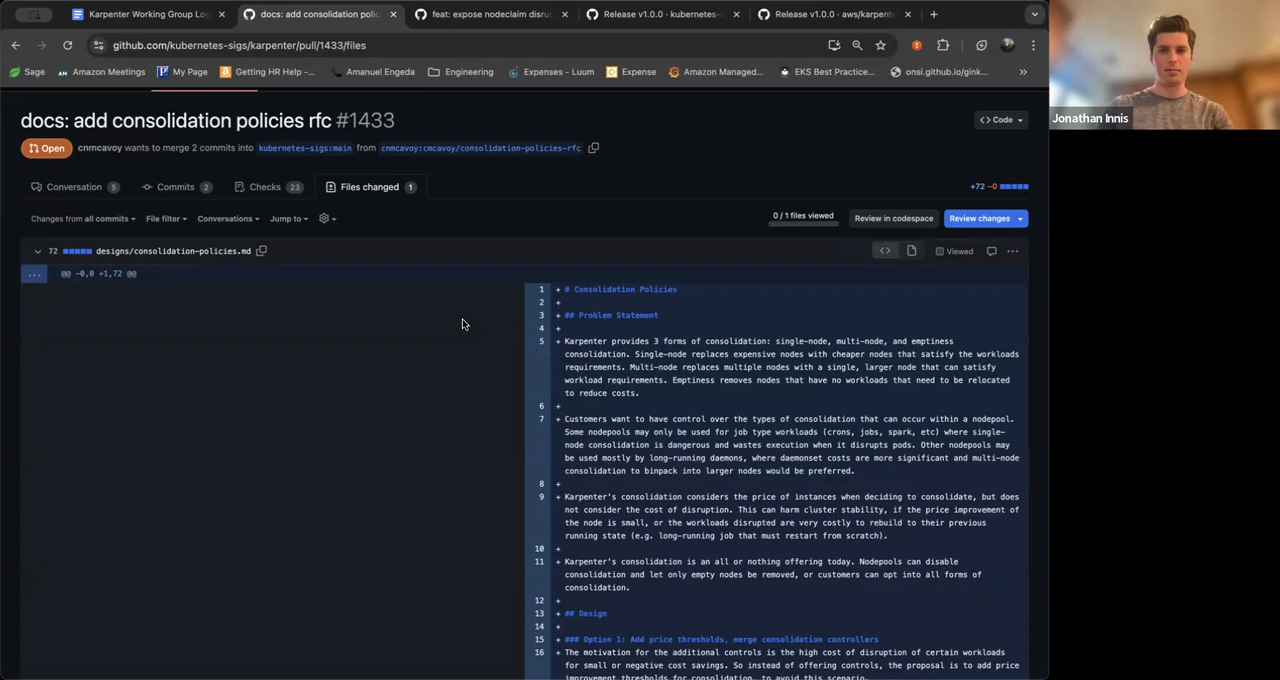 Karpenter Working Group Log
docs: add consolidation polic
feat: expose nodeclaim disru
Release v1.0.0 · kubernetes-s
Release v1.0.0 · aws/karpent
github.com/kubernetes-sigs/karpenter/pull/1433/files
Sage
Amazon Meetings
My Page
Getting HR Help -...
Amanuel Engeda
Engineering
Expenses - Luum
Expense
Amazon Managed...
EKS Best Practice...
onsi.github.io/gink...
»
docs: add consolidation policies rfc #1433
<> Code
Open
cnmcavoy wants to merge 2 commits into kubernetes-sigs:main from cnmcavoy:cmcavoy/consolidation-policies-rfc
Conversation 5
Commits 2
Checks 23
Files changed 1
+72 −0
Changes from all commits
File filter
Conversations
Jump to
0 / 1 files viewed
Review in codespace
Review changes
72 designs/consolidation-policies.md
Viewed
...
@@ -0,0 +1,72 @@
1 + # Consolidation Policies
2 +
3 + ## Problem Statement
4 +
5 + Karpenter provides 3 forms of consolidation: single-node, multi-node, and emptiness
consolidation. Single-node replaces expensive nodes with cheaper nodes that satisfy the workloads
requirements. Multi-node replaces multiple nodes with a single, larger node that can satisfy
workload requirements. Emptiness removes nodes that have no workloads that need to be relocated
to reduce costs.
6 +
7 + Customers want to have control over the types of consolidation that can occur within a nodepool.
Some nodepools may only be used for job type workloads (crons, jobs, spark, etc) where single-
node consolidation is dangerous and wastes execution when it disrupts pods. Other nodepools may
be used mostly by long-running daemons, where daemonset costs are more significant and multi-node
consolidation to binpack into larger nodes would be preferred.
8 +
9 + Karpenter's consolidation considers the price of instances when deciding to consolidate, but does
not consider the cost of disruption. This can harm cluster stability, if the price improvement of
the node is small, or the workloads disrupted are very costly to rebuild to their previous
running state (e.g. long-running job that must restart from scratch).
10 +
11 + Karpenter's consolidation is an all or nothing offering today. Nodepools can disable
consolidation and let only empty nodes be removed, or customers can opt into all forms of
consolidation.
12 +
13 + ## Design
14 +
15 + ### Option 1: Add price thresholds, merge consolidation controllers
16 + The motivation for the additional controls is the high cost of disruption of certain workloads
for small or negative cost savings. So instead of offering controls, the proposal is to add price
improvement thresholds for consolidation, to avoid this scenario.
Jonathan Innis